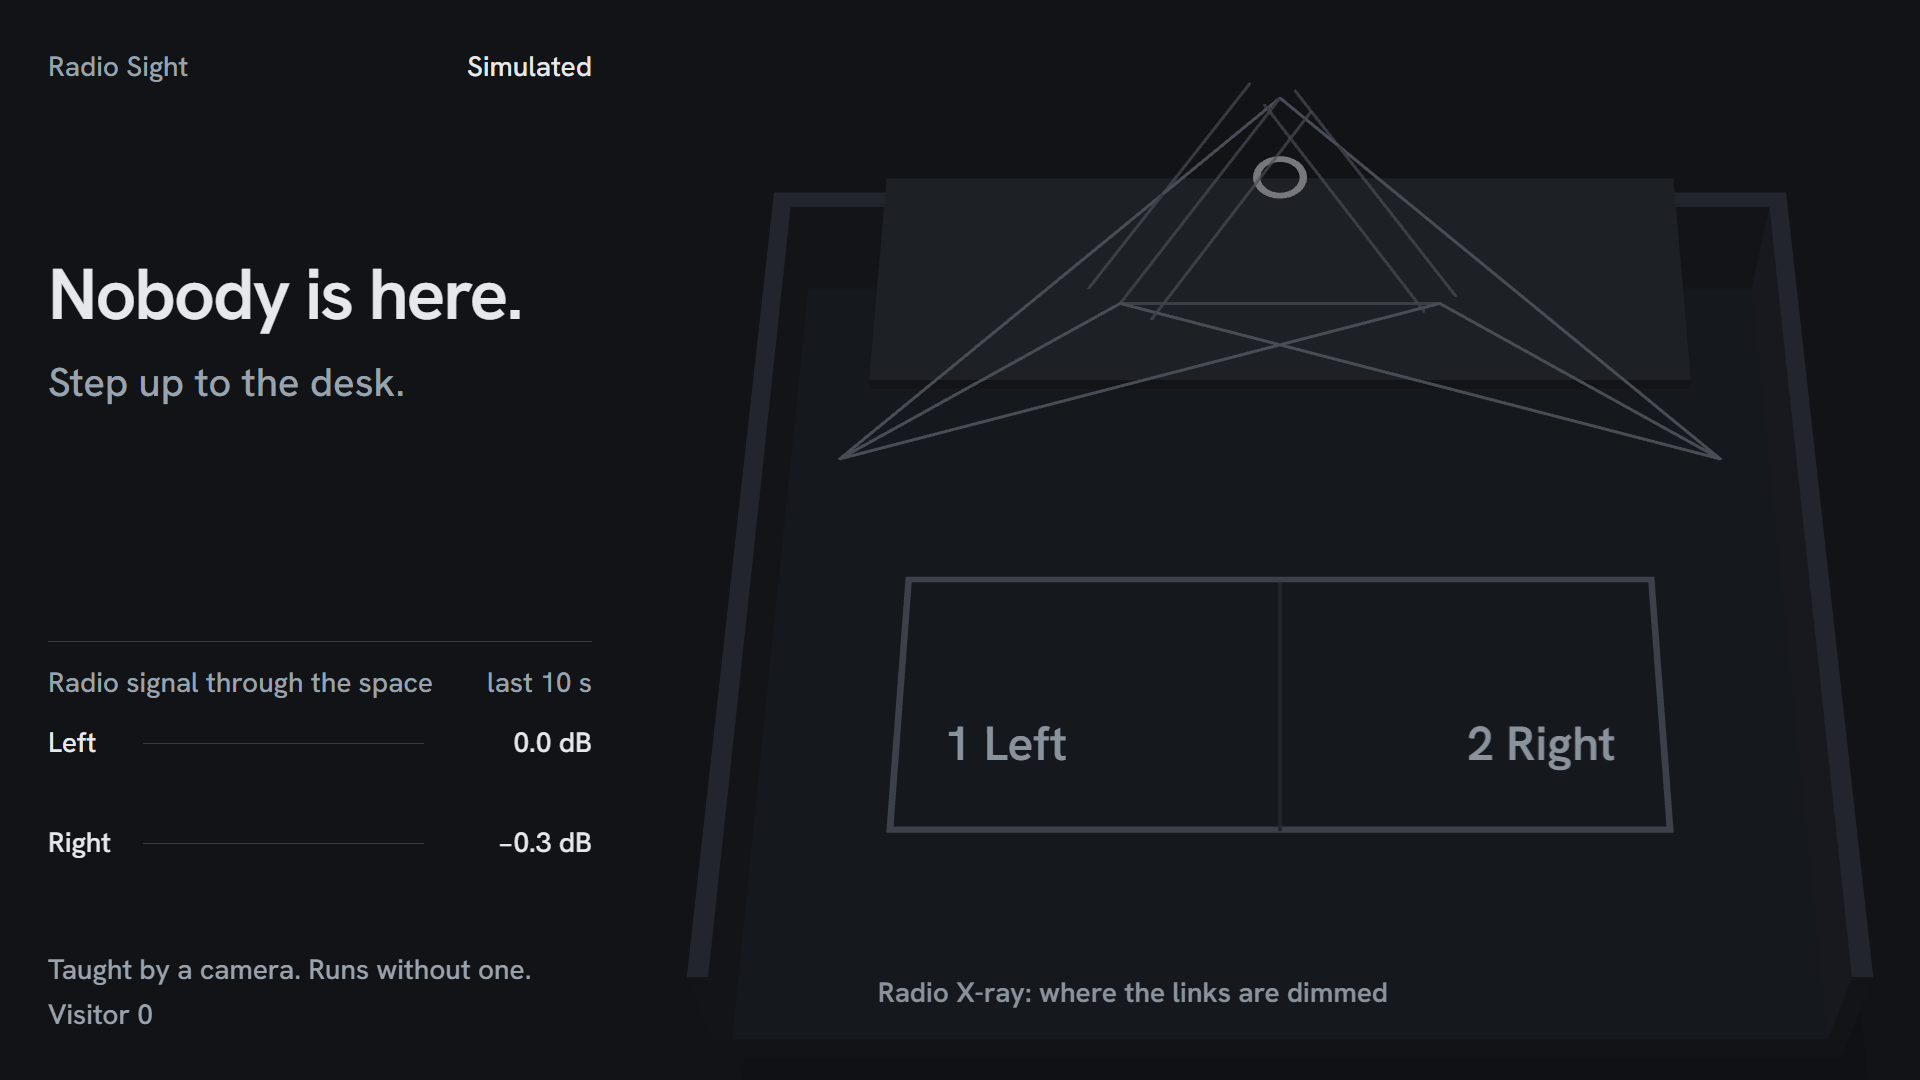 Radio Sight
Simulated
Nobody is here.
Step up to the desk.
Radio signal through the space
last 10 s
Left
0.0 dB
Right
−0.3 dB
Taught by a camera. Runs without one.
Visitor 0
1 Left
2 Right
Radio X-ray: where the links are dimmed